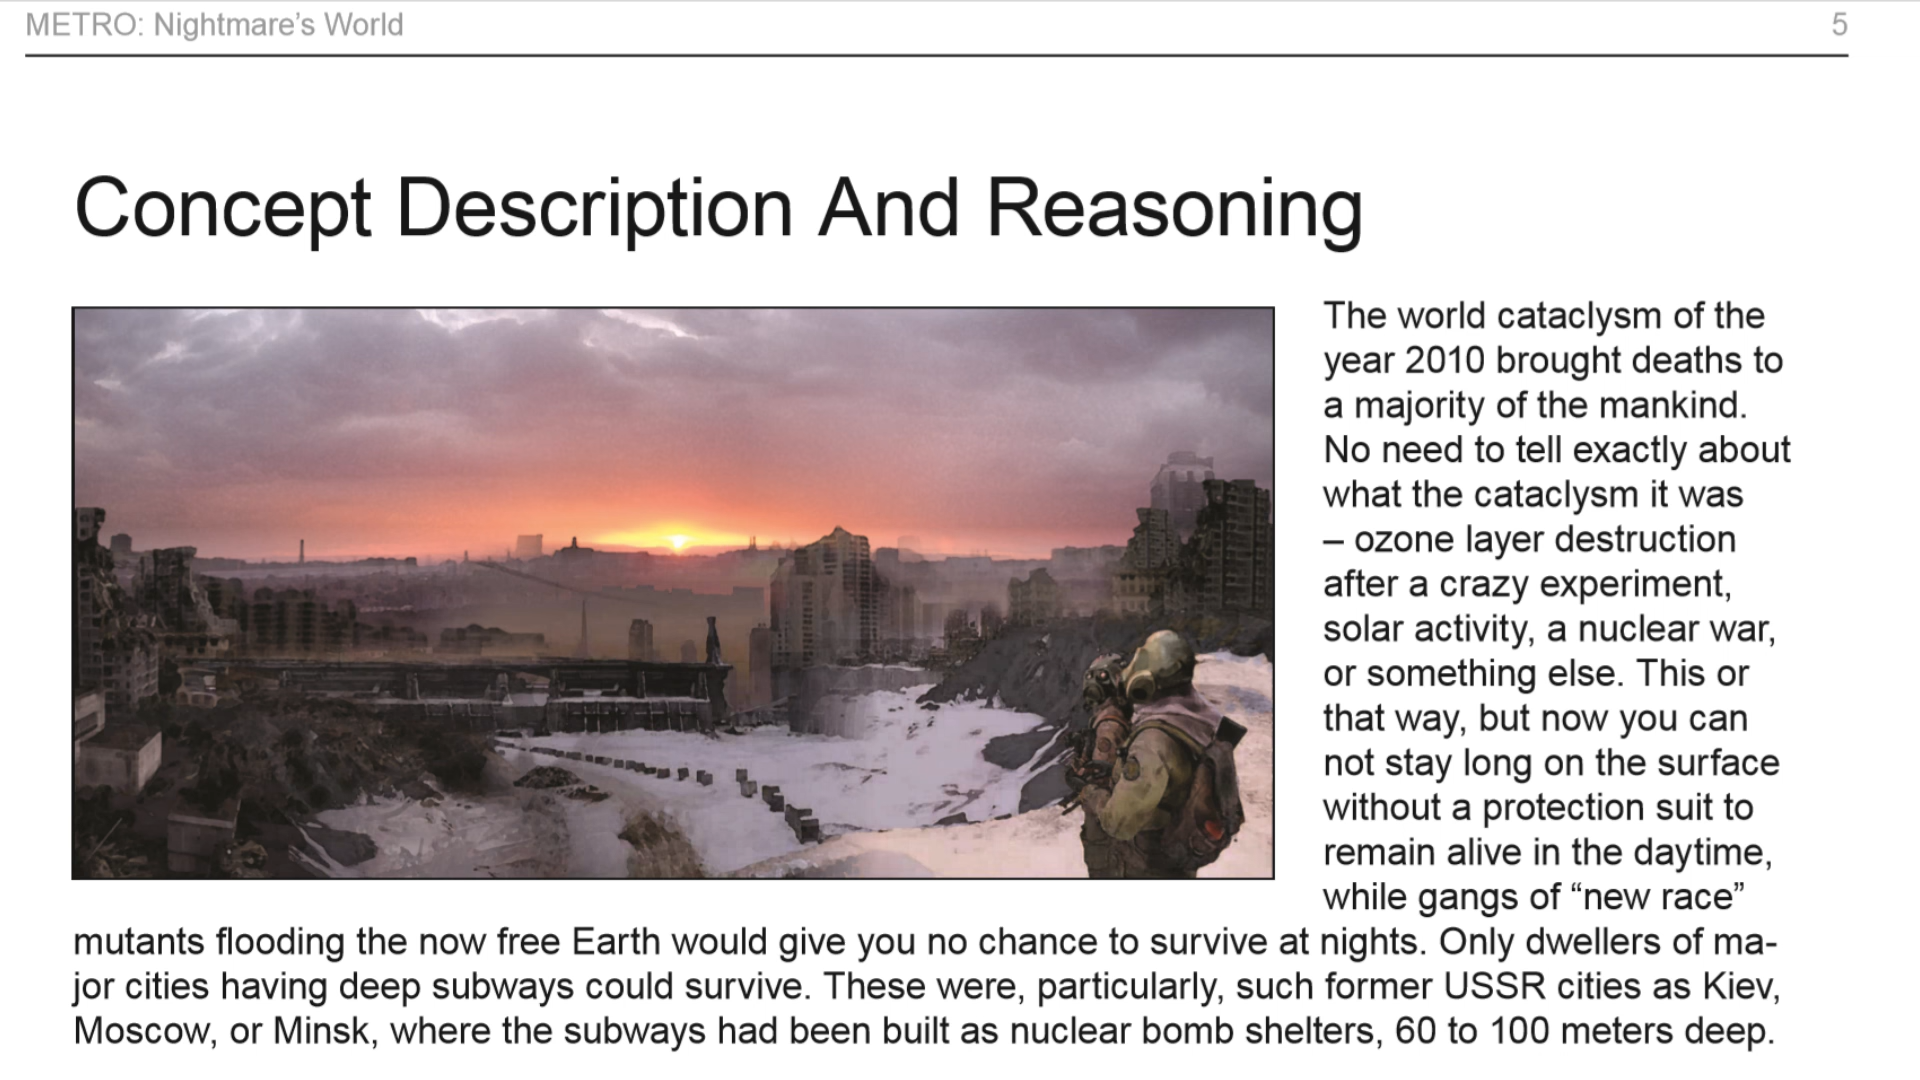 METRO: Nightmare’s World
5
Concept Description And Reasoning
The world cataclysm of the
year 2010 brought deaths to
a majority of the mankind.
No need to tell exactly about
what the cataclysm it was
– ozone layer destruction
after a crazy experiment,
solar activity, a nuclear war,
or something else. This or
that way, but now you can
not stay long on the surface
without a protection suit to
remain alive in the daytime,
while gangs of “new race”
mutants flooding the now free Earth would give you no chance to survive at nights. Only dwellers of ma-
jor cities having deep subways could survive. These were, particularly, such former USSR cities as Kiev,
Moscow, or Minsk, where the subways had been built as nuclear bomb shelters, 60 to 100 meters deep.